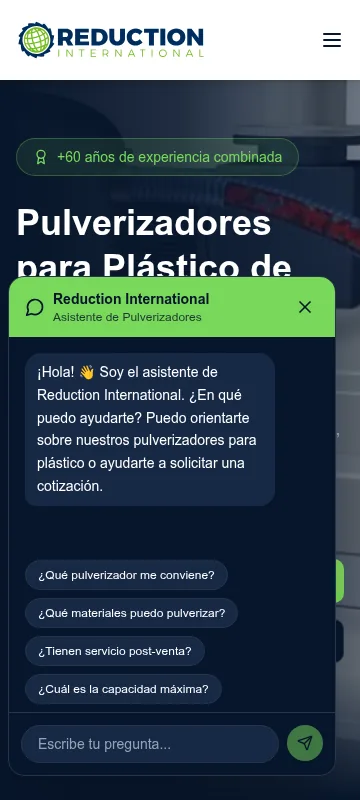 REDUCTION
INTERNATIONAL
+60 años de experiencia combinada
Pulverizadores
para Plástico de
Reduction International
Asistente de Pulverizadores
¡Hola! 👋 Soy el asistente de
Reduction International. ¿En qué
puedo ayudarte? Puedo orientarte
sobre nuestros pulverizadores para
plástico o ayudarte a solicitar una
cotización.
¿Qué pulverizador me conviene?
¿Qué materiales puedo pulverizar?
¿Tienen servicio post-venta?
¿Cuál es la capacidad máxima?
Escribe tu pregunta...